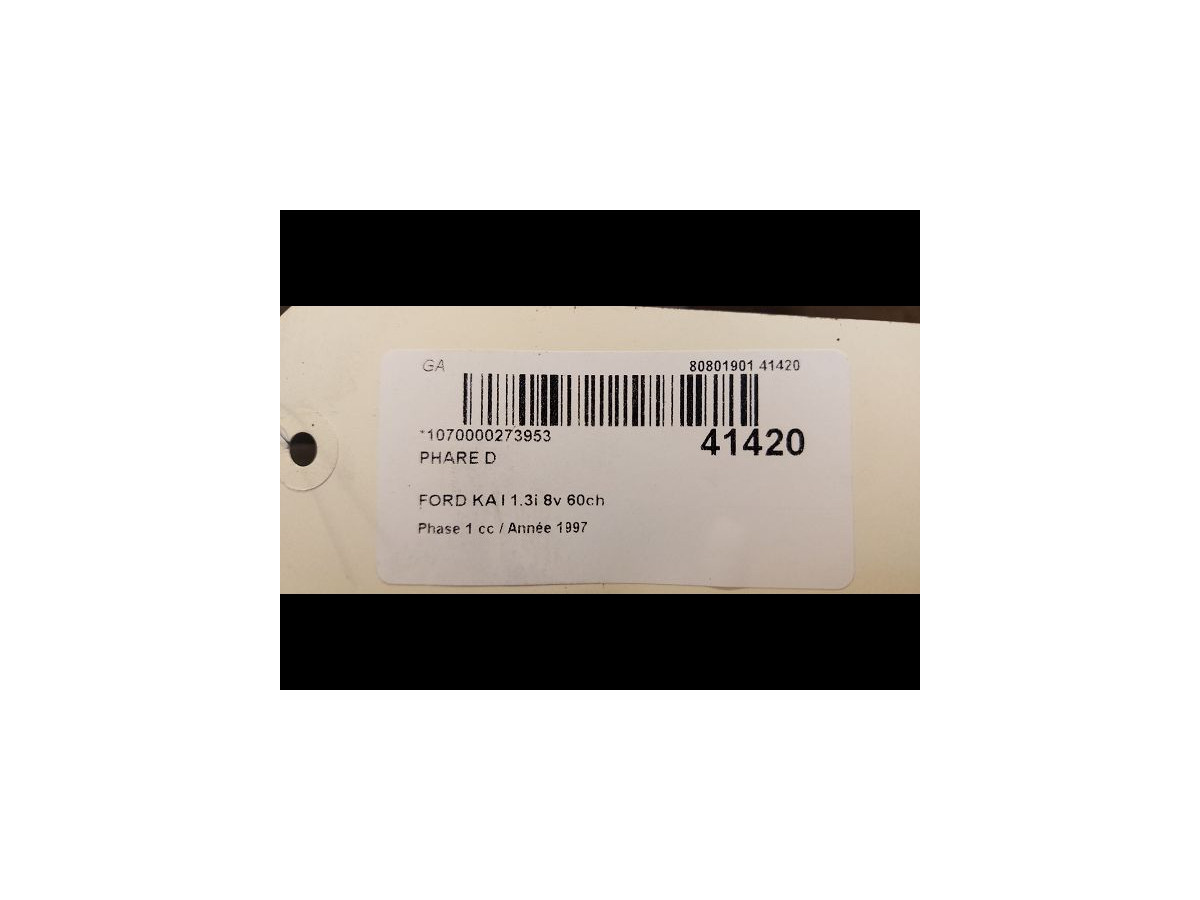 GA 80801901 41420
*1070000273953 41420
PHARE D
FORD KA I 1.3i 8v 60ch
Phase 1 cc / Année 1997